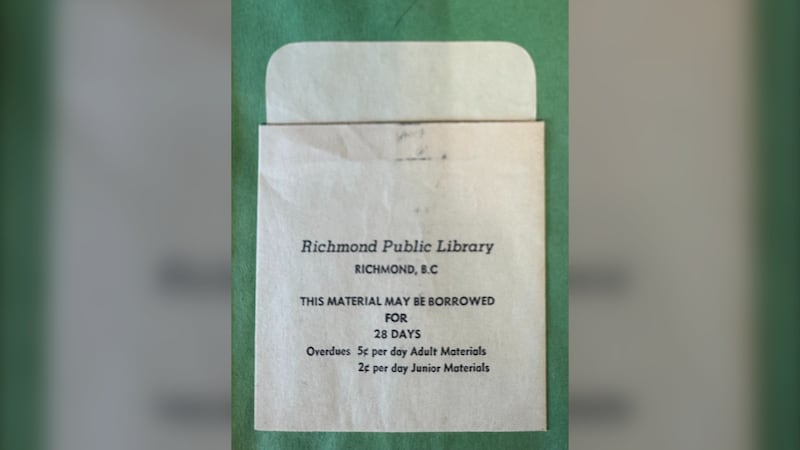 Richmond Public Library
RICHMOND, B.C
THIS MATERIAL MAY BE BORROWED
FOR
28 DAYS
Overdues 5¢ per day Adult Materials
2¢ per day Junior Materials